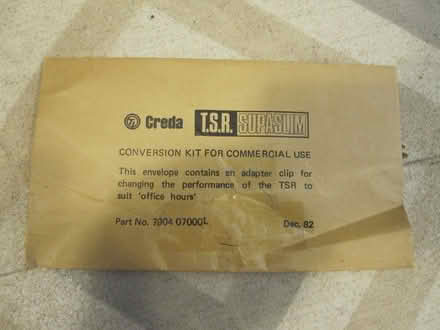 Creda T.S.R. SUPASLIM
CONVERSION KIT FOR COMMERCIAL USE
This envelope contains an adapter clip for
changing the performance of the TSR to
suit 'office hours'
Part No. 7904 07000L Dec. 82